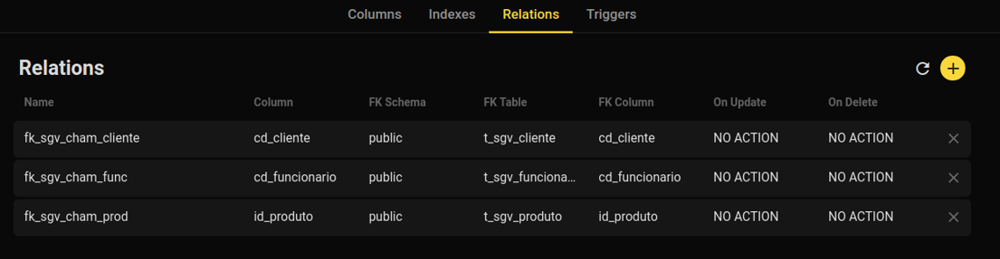 Columns Indexes Relations Triggers
Relations
Name Column FK Schema FK Table FK Column On Update On Delete
fk_sgv_cham_cliente cd_cliente public t_sgv_cliente cd_cliente NO ACTION NO ACTION
fk_sgv_cham_func cd_funcionario public t_sgv_funciona... cd_funcionario NO ACTION NO ACTION
fk_sgv_cham_prod id_produto public t_sgv_produto id_produto NO ACTION NO ACTION